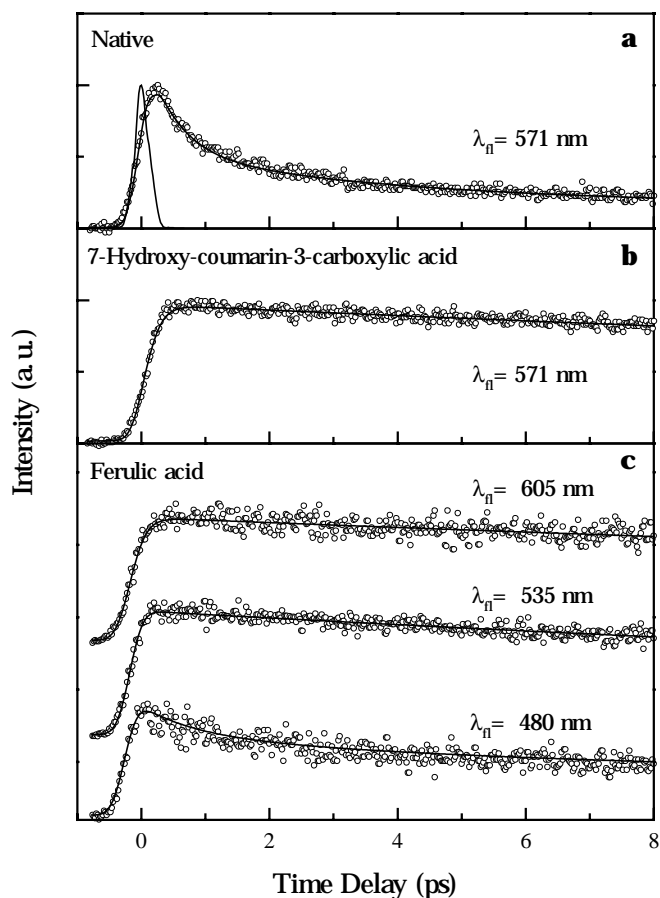 Native
a
λfl= 571 nm
7-Hydroxy-coumarin-3-carboxylic acid
b
λfl= 571 nm
Ferulic acid
c
λfl= 605 nm
λfl= 535 nm
λfl= 480 nm
Intensity (a.u.)
0 2 4 6 8
Time Delay (ps)